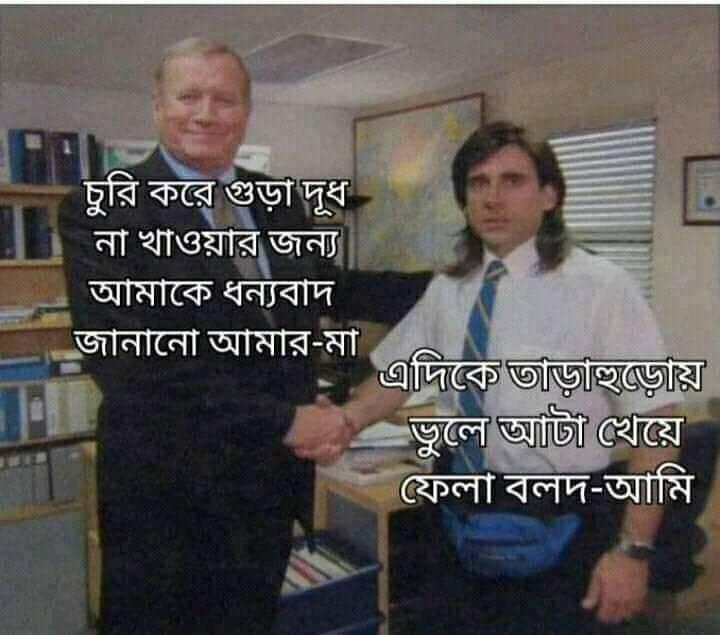 চুরি করে গুড়া দূধ
না খাওয়ার জন্য
আমাকে ধন্যবাদ
জানানো আমার-মা
এদিকে তাড়াহুড়োয়
ভুলে আটা খেয়ে
ফেলা বলদ-আমি